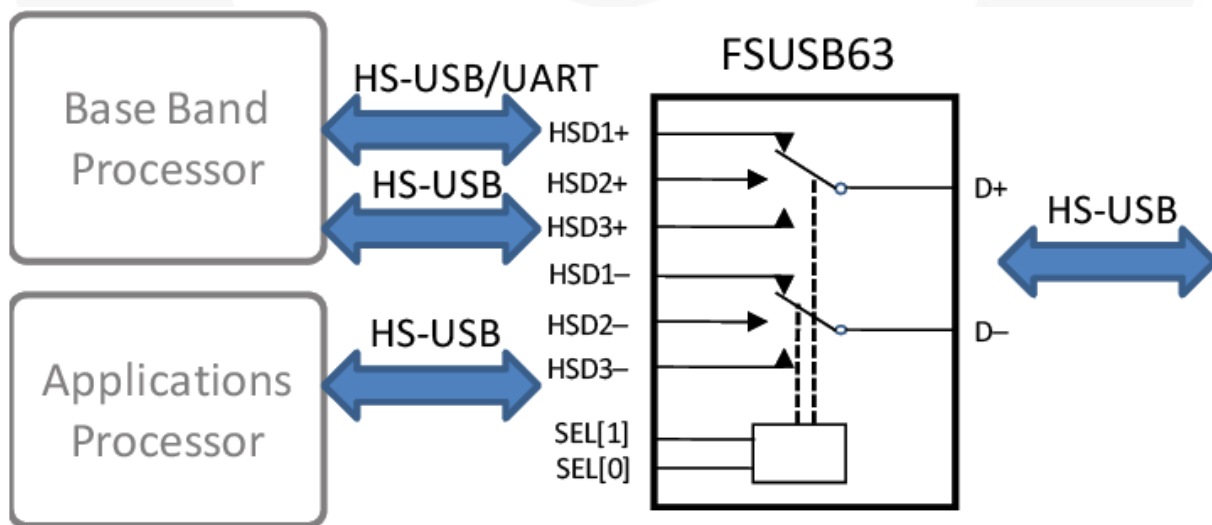 FSUSB63
Base Band
Processor
HS-USB/UART
HS-USB
Applications
Processor
HS-USB
HSD1+
HSD2+
HSD3+
HSD1–
HSD2–
HSD3–
SEL[1]
SEL[0]
D+
D–
HS-USB